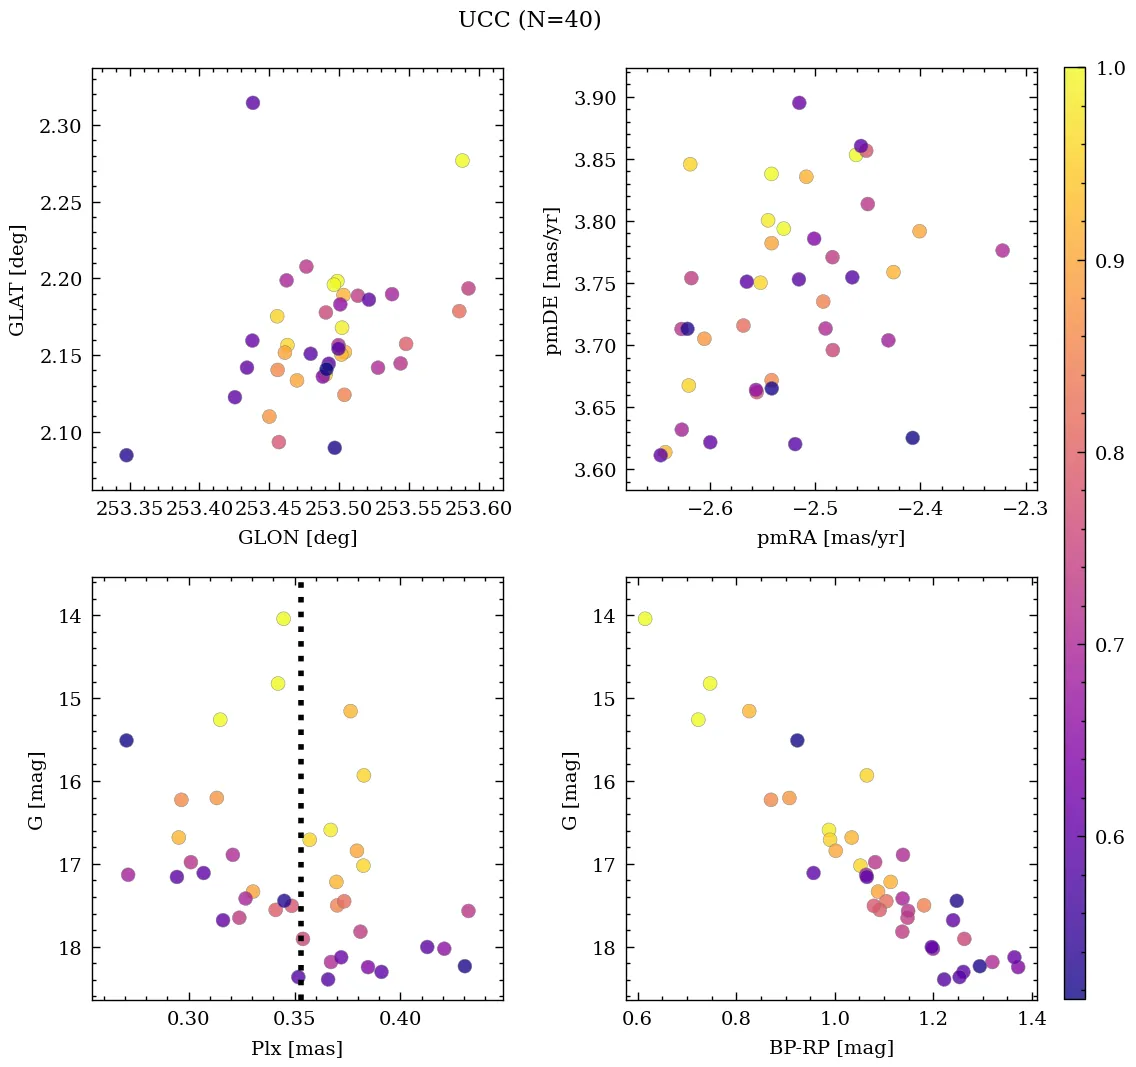 UCC (N=40)
2.30
2.25
2.20
2.15
2.10
GLAT [deg]
253.35 253.40 253.45 253.50 253.55 253.60
GLON [deg]
3.90
3.85
3.80
3.75
3.70
3.65
3.60
pmDE [mas/yr]
−2.6 −2.5 −2.4 −2.3
pmRA [mas/yr]
14
15
16
17
18
G [mag]
0.30 0.35 0.40
Plx [mas]
14
15
16
17
18
G [mag]
0.6 0.8 1.0 1.2 1.4
BP-RP [mag]
1.0
0.9
0.8
0.7
0.6